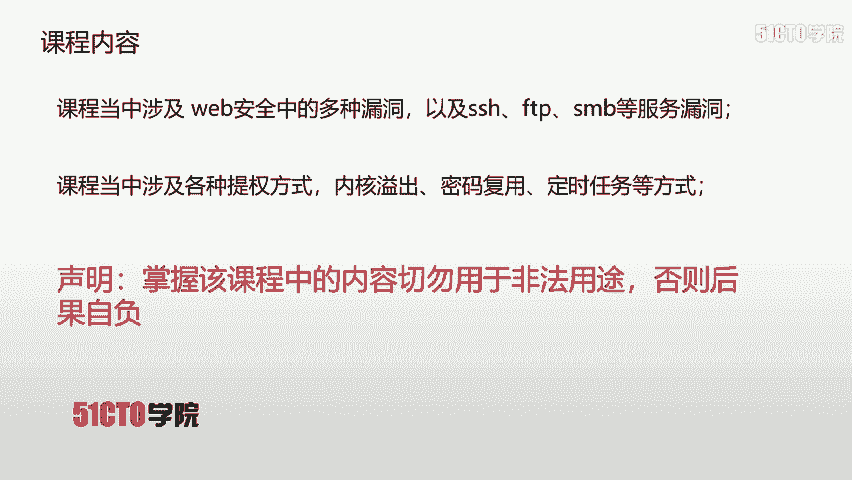 课程内容
51CTO学院
课程当中涉及 web安全中的多种漏洞，以及ssh、ftp、smb等服务漏洞；
课程当中涉及各种提权方式，内核溢出、密码复用、定时任务等方式；
声明：掌握该课程中的内容切勿用于非法用途，否则后
果自负
51CTO学院